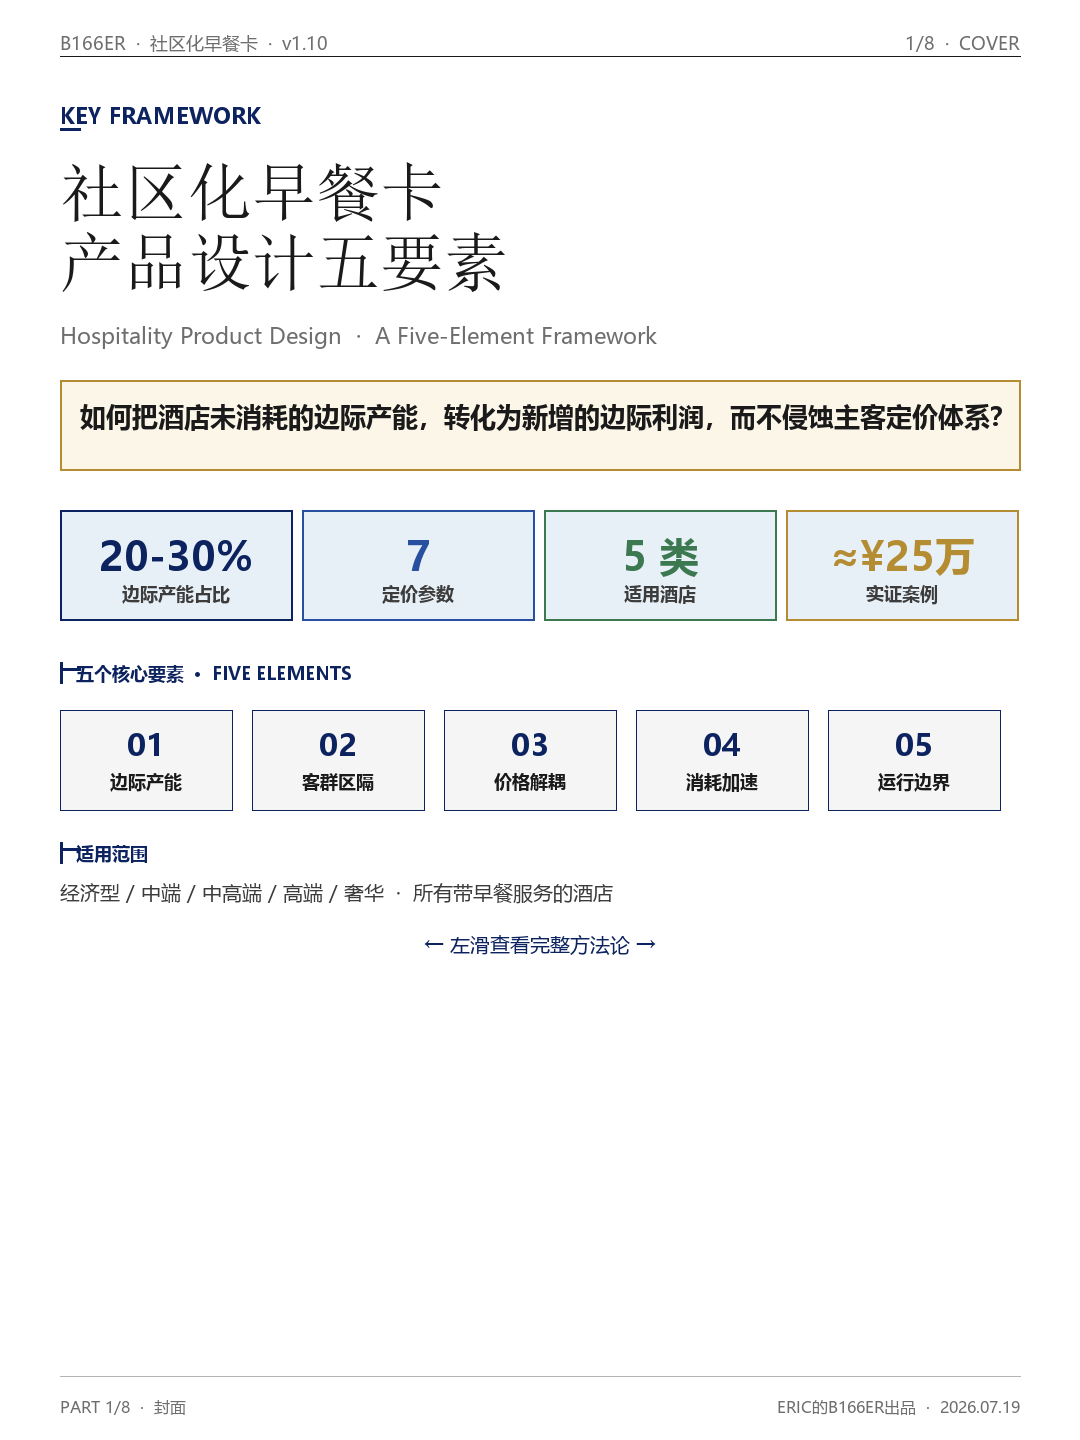 B166ER · 社区化早餐卡 · v1.10
1/8 · COVER
KEY FRAMEWORK
社区化早餐卡
产品设计五要素
Hospitality Product Design · A Five-Element Framework
如何把酒店未消耗的边际产能，转化为新增的边际利润，而不侵蚀主客定价体系？
20-30%
边际产能占比
7
定价参数
5 类
适用酒店
≈¥25万
实证案例
五个核心要素 • FIVE ELEMENTS
01
边际产能
02
客群区隔
03
价格解耦
04
消耗加速
05
运行边界
适用范围
经济型 / 中端 / 中高端 / 高端 / 奢华 · 所有带早餐服务的酒店
← 左滑查看完整方法论 →
PART 1/8 · 封面
ERIC的B166ER出品 · 2026.07.19